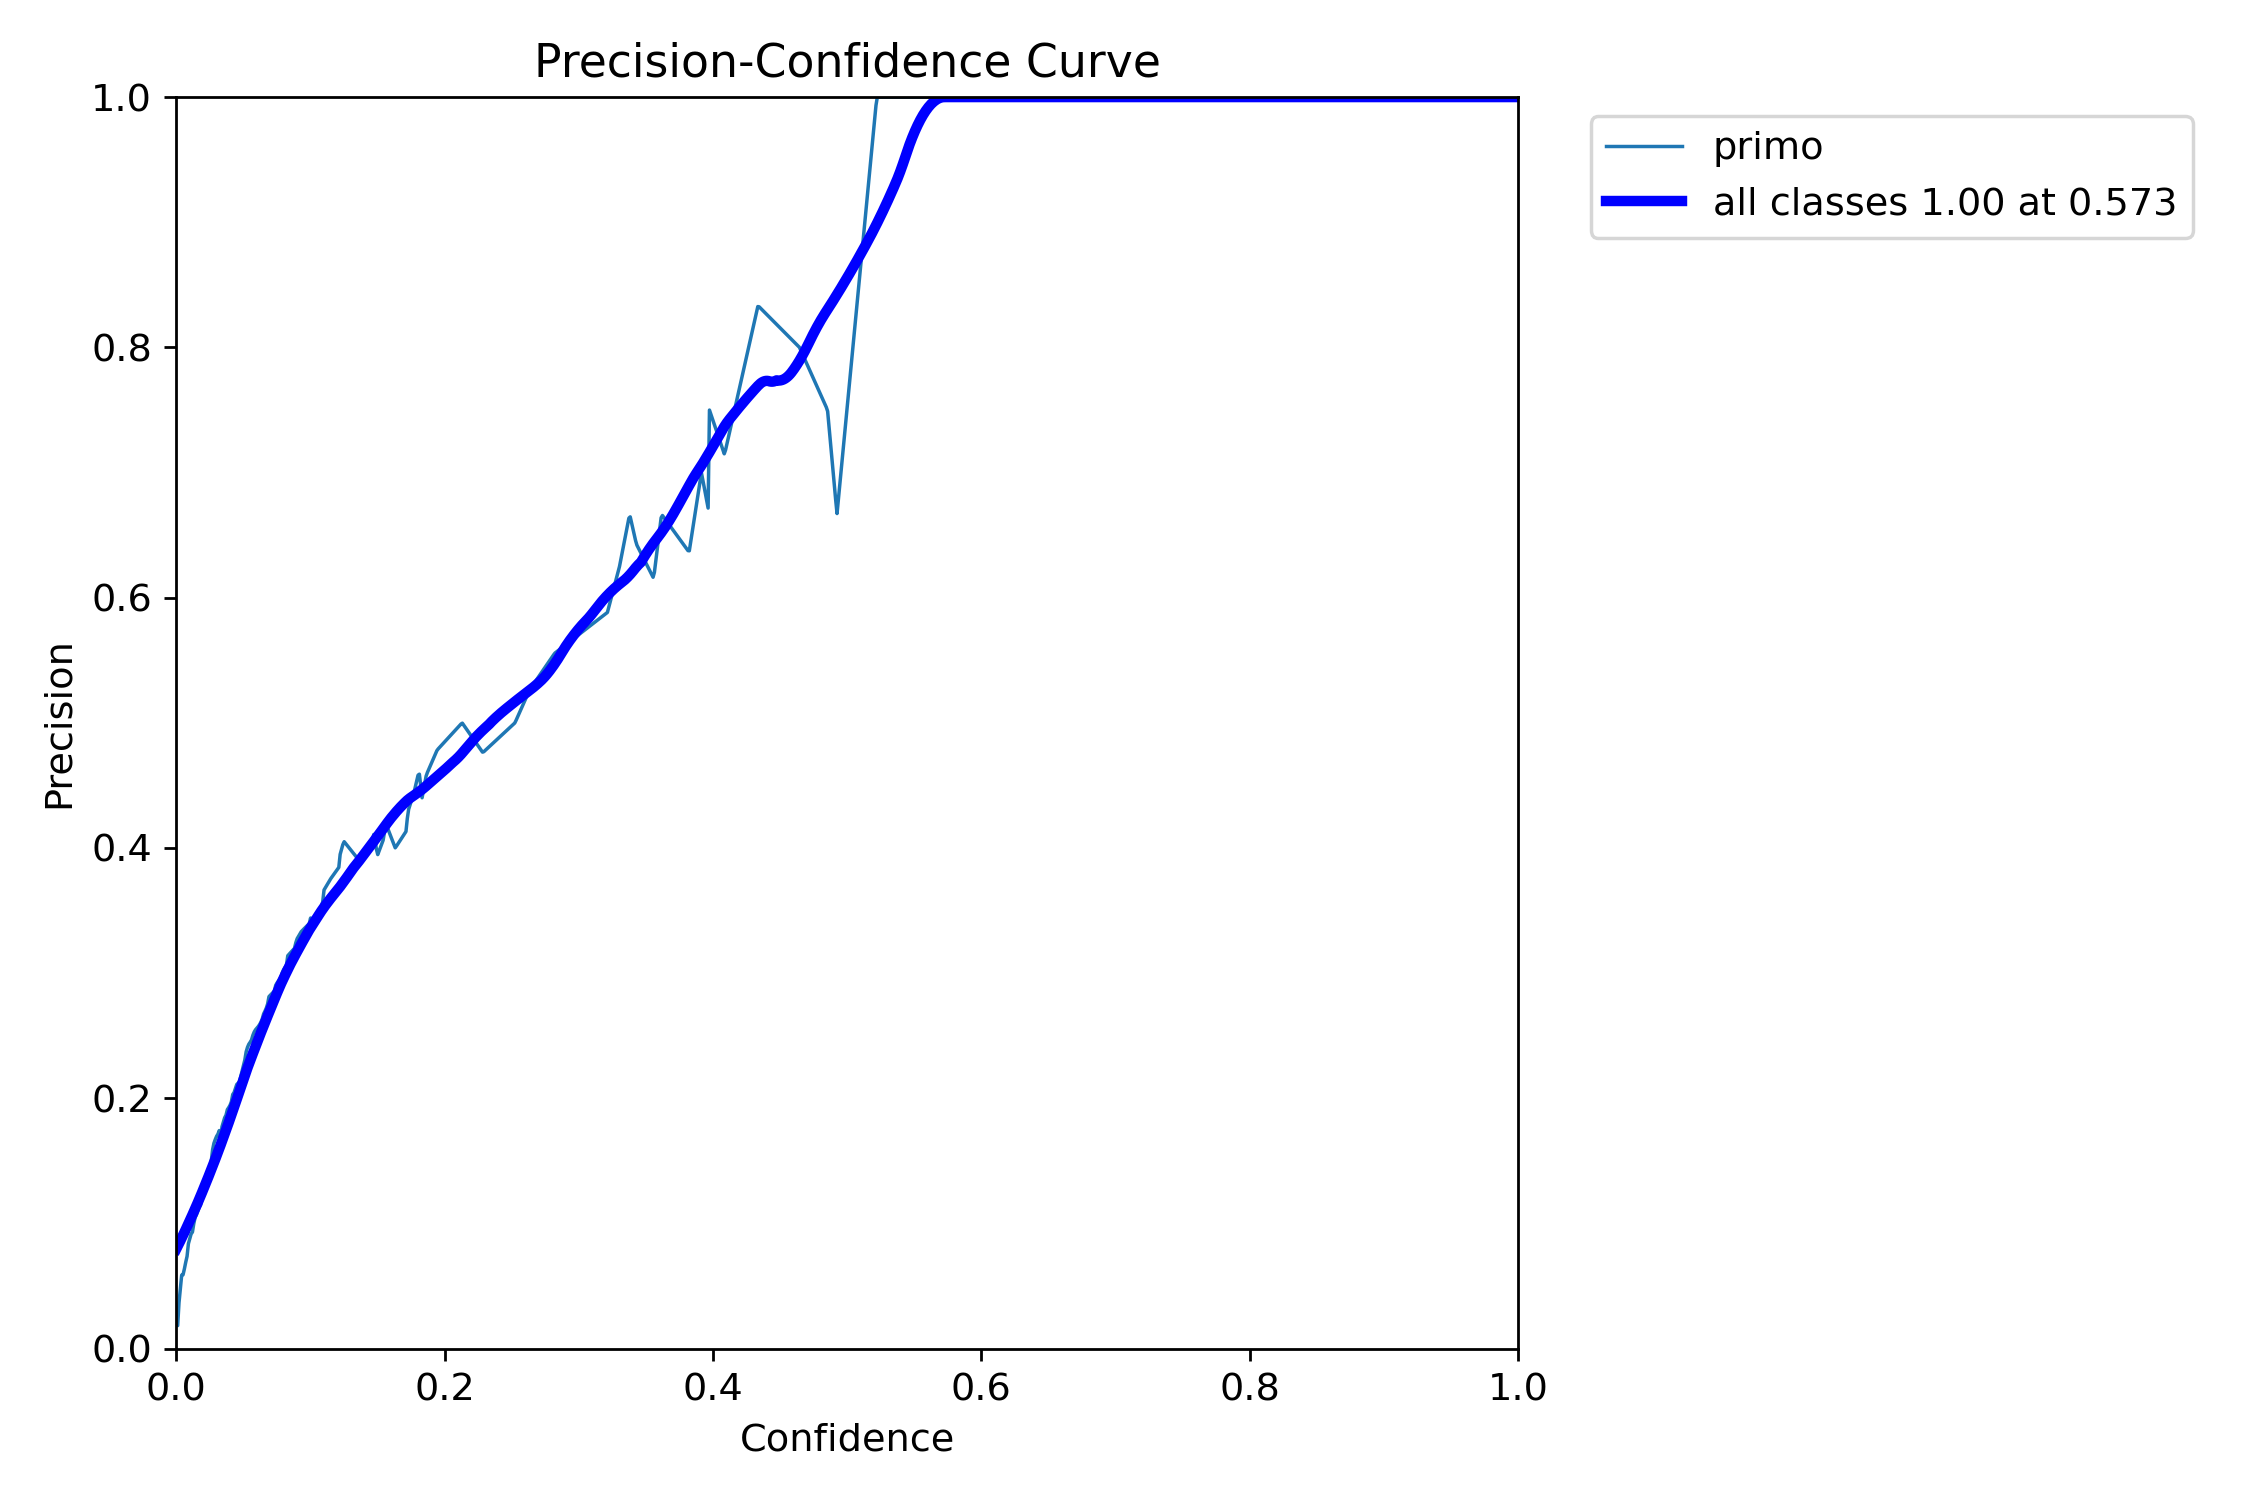 Precision-Confidence Curve
1.0
0.8
0.6
0.4
0.2
0.0
Precision
0.0 0.2 0.4 0.6 0.8 1.0
Confidence
primo
all classes 1.00 at 0.573